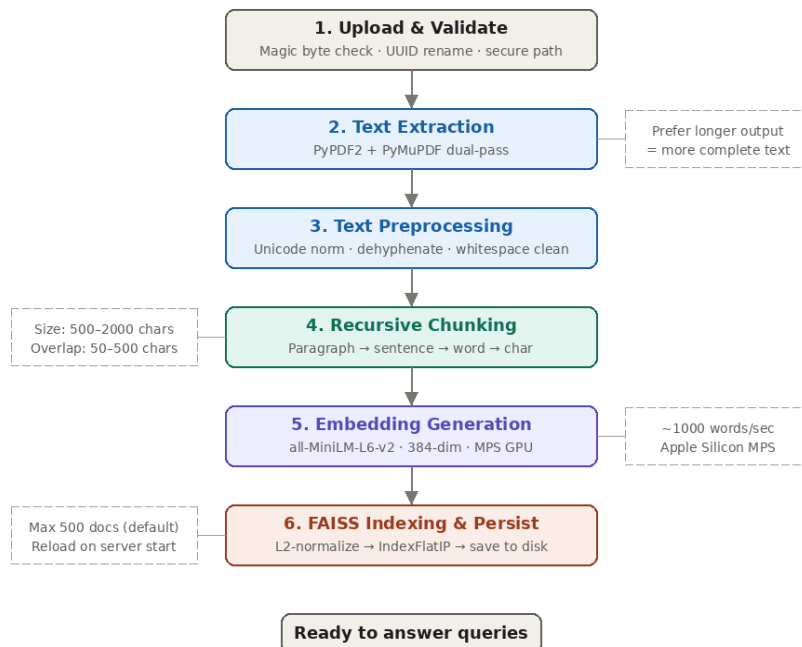 1. Upload & Validate
Magic byte check · UUID rename · secure path
2. Text Extraction
PyPDF2 + PyMuPDF dual-pass
Prefer longer output
= more complete text
3. Text Preprocessing
Unicode norm · dehyphenate · whitespace clean
4. Recursive Chunking
Paragraph → sentence → word → char
Size: 500–2000 chars
Overlap: 50–500 chars
5. Embedding Generation
all-MiniLM-L6-v2 · 384-dim · MPS GPU
~1000 words/sec
Apple Silicon MPS
6. FAISS Indexing & Persist
L2-normalize → IndexFlatIP → save to disk
Max 500 docs (default)
Reload on server start
Ready to answer queries